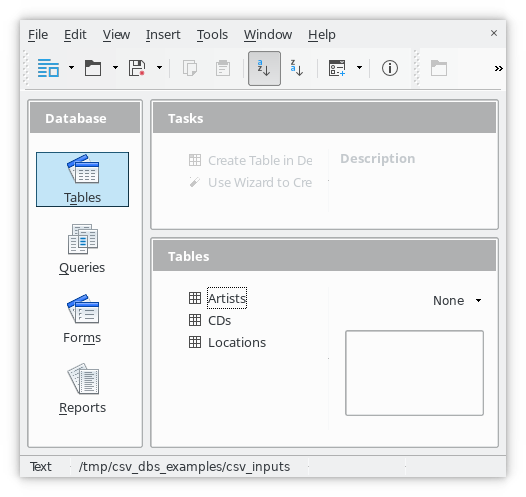 File Edit View Insert Tools Window Help ×
Database
Tables
Queries
Forms
Reports
Tasks
Create Table in De
Use Wizard to Cre
Description
Tables
Artists
CDs
Locations
None
Text /tmp/csv_dbs_examples/csv_inputs